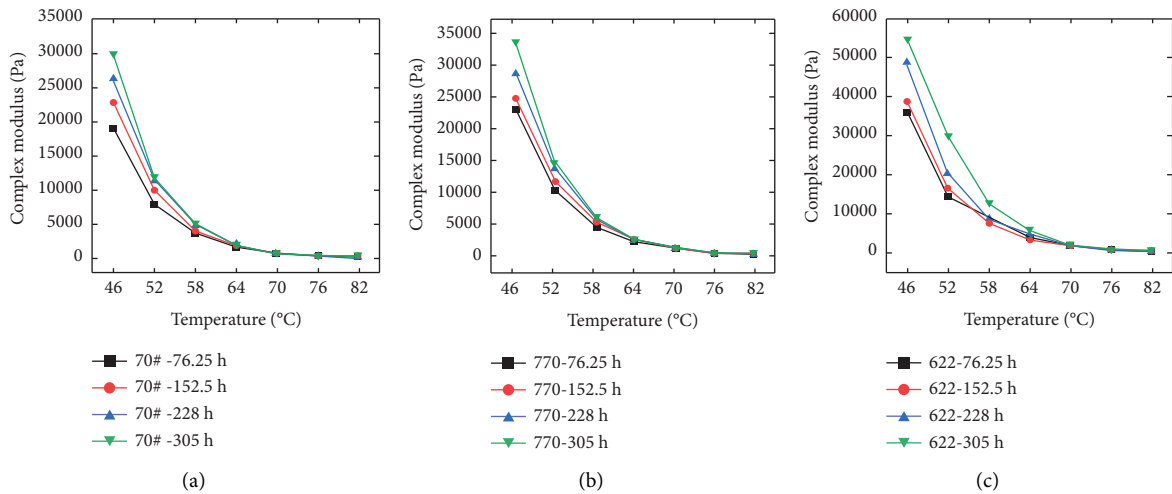 Complex modulus (Pa)
35000
30000
25000
20000
15000
10000
5000
0
46 52 58 64 70 76 82
Temperature (°C)
70# -76.25 h
70# -152.5 h
70# -228 h
70# -305 h
(a)
Complex modulus (Pa)
35000
30000
25000
20000
15000
10000
5000
0
46 52 58 64 70 76 82
Temperature (°C)
770-76.25 h
770-152.5 h
770-228 h
770-305 h
(b)
Complex modulus (Pa)
60000
50000
40000
30000
20000
10000
0
46 52 58 64 70 76 82
Temperature (°C)
622-76.25 h
622-152.5 h
622-228 h
622-305 h
(c)